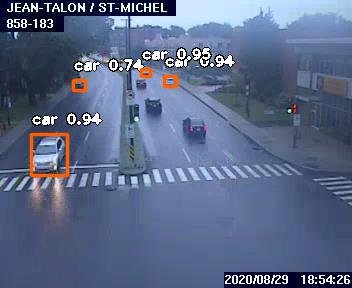 JEAN-TALON / ST-MICHEL
858-183
car 0.95
car 0.74
car 0.94
car 0.94
2020/08/29 18:54:26